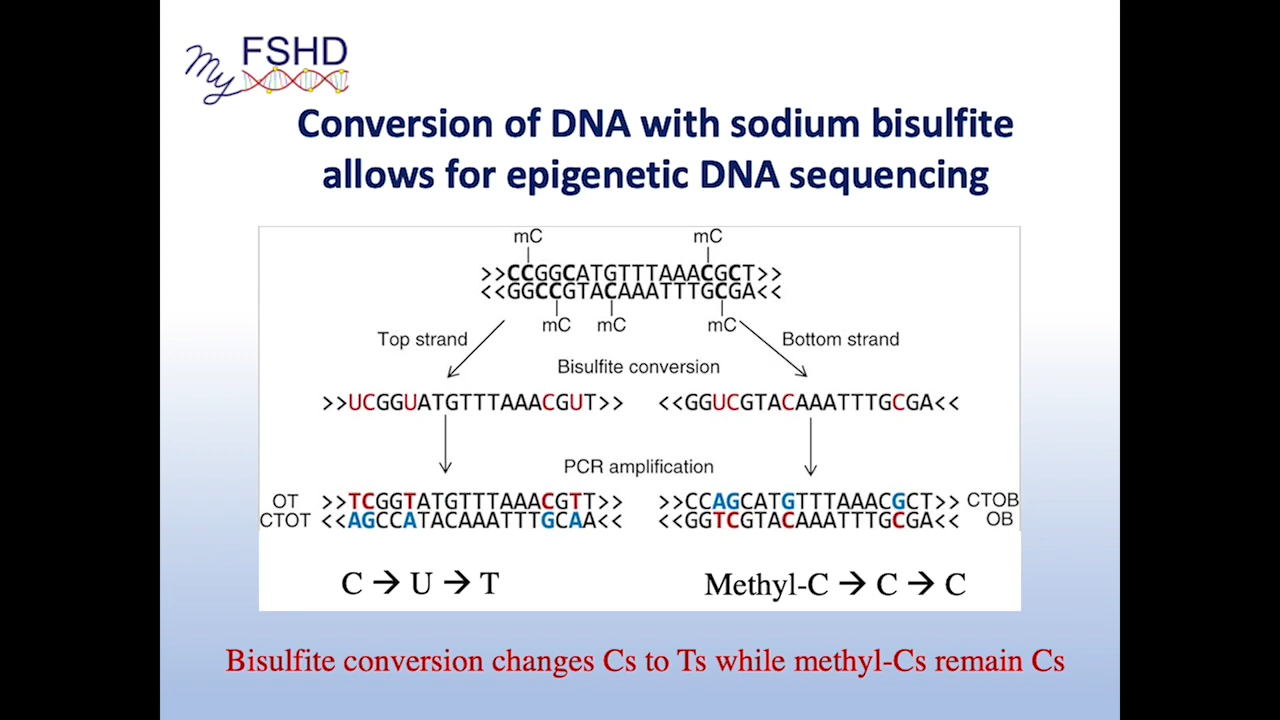 My FSHD
Conversion of DNA with sodium bisulfite
allows for epigenetic DNA sequencing
mC mC
>>CCGGCATGTTTAAACGCT>>
<<GGCCGTACAAATTTGCGA<<
mC mC mC
Top strand Bottom strand
Bisulfite conversion
>>UCGGUATGTTTAAACGUT>> <<GGUCGTACAAATTTGCGA<<
PCR amplification
OT >>TCGGTATGTTTAAACGTT>> >>CCAGCATGTTTAAACGCT>> CTOB
CTOT <<AGCCATACAAATTTGCAA<< <<GGTCGTACAAATTTGCGA<< OB
C → U → T Methyl-C → C → C
Bisulfite conversion changes Cs to Ts while methyl-Cs remain Cs